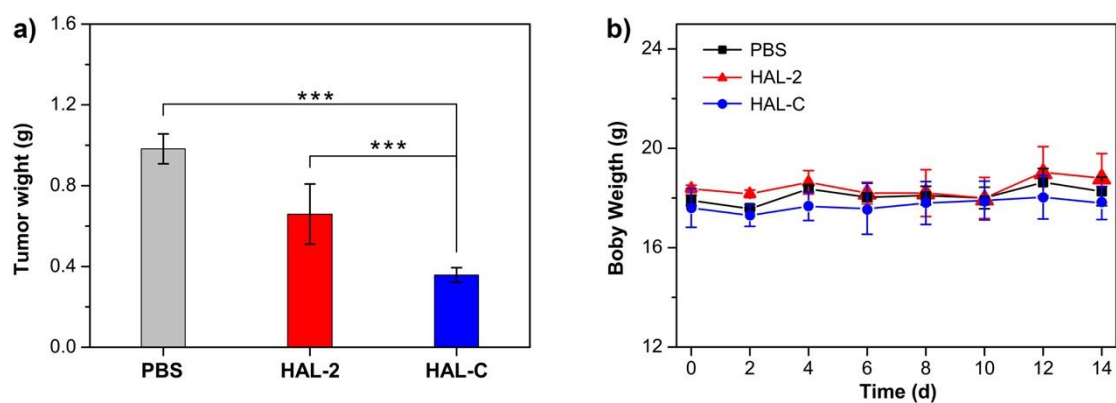 a)
Tumor wight (g)
1.6
1.2
0.8
0.4
0.0
***
***
PBS HAL-2 HAL-C
b)
Boby Weigth (g)
24
20
16
12
PBS
HAL-2
HAL-C
0 2 4 6 8 10 12 14
Time (d)